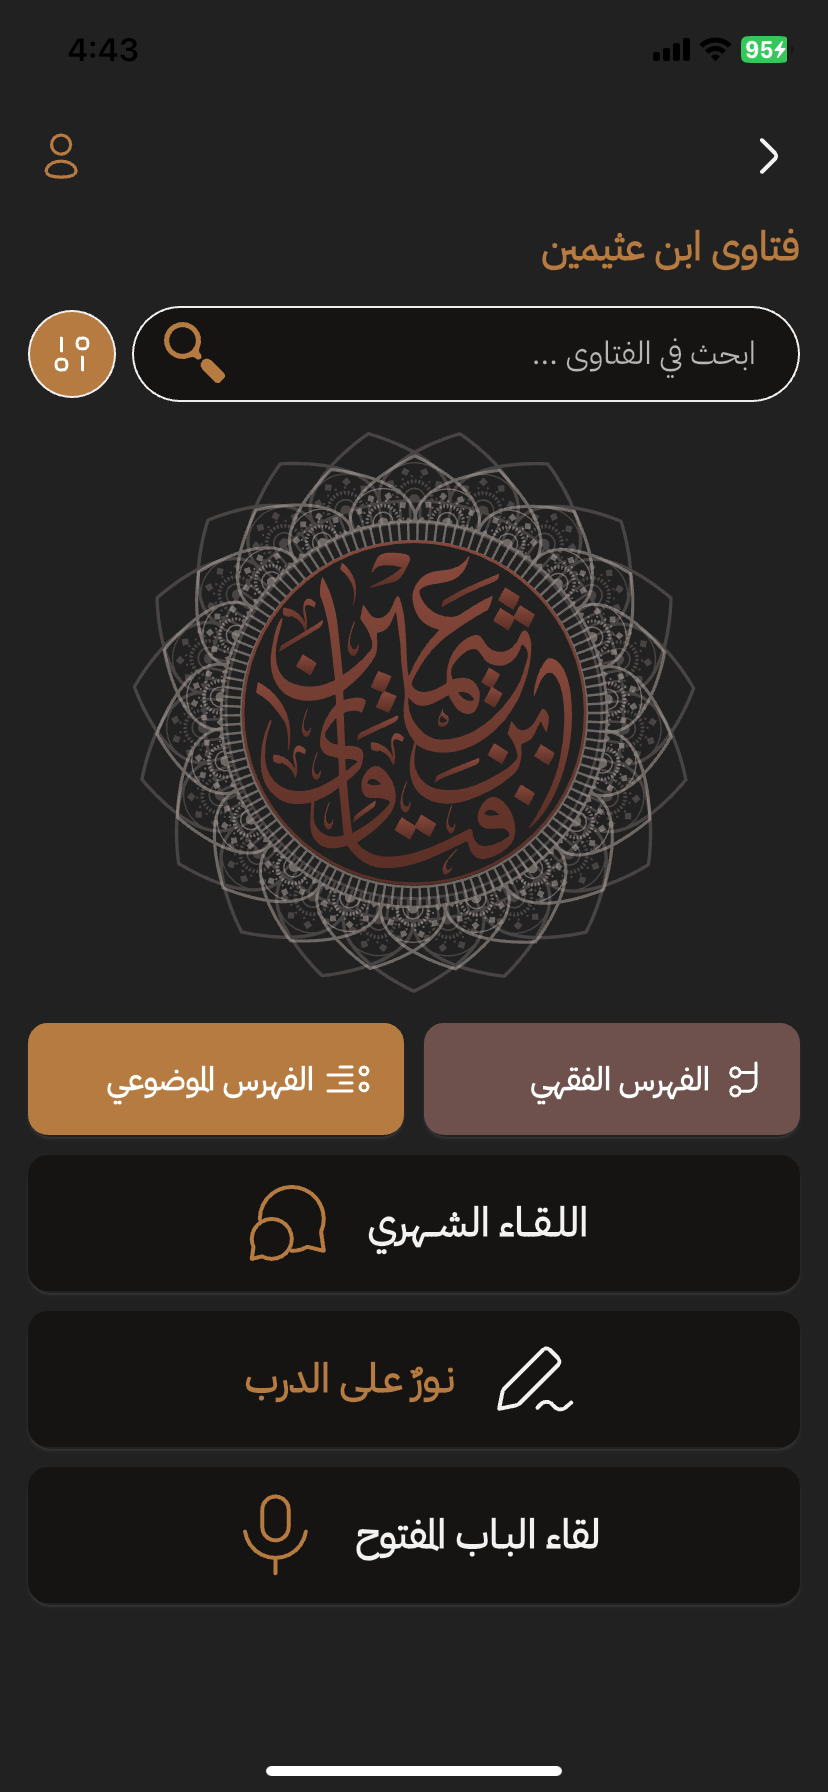 4:43
95
فتاوى ابن عثيمين
ابحث في الفتاوى ...
فتاوى ابن عثيمين
الفهرس الفقهي
الفهرس الموضوعي
اللقاء الشهري
نورٌ على الدرب
لقاء الباب المفتوح